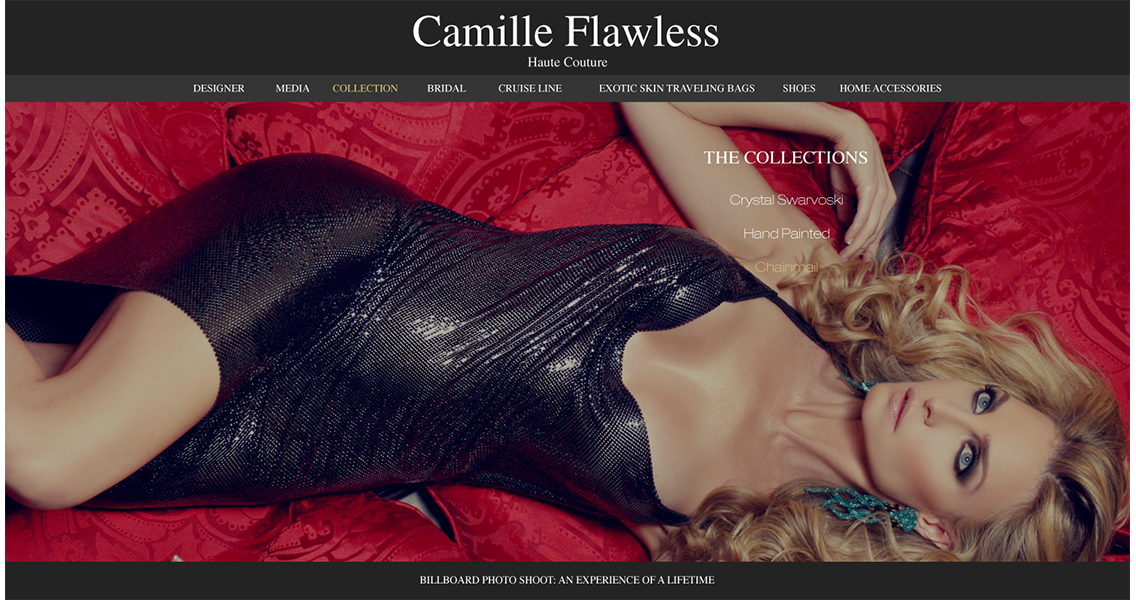 Camille Flawless
Haute Couture
DESIGNER MEDIA COLLECTION BRIDAL CRUISE LINE EXOTIC SKIN TRAVELING BAGS SHOES HOME ACCESSORIES
THE COLLECTIONS
Crystal Swarvoski
Hand Painted
Chainmail
BILLBOARD PHOTO SHOOT: AN EXPERIENCE OF A LIFETIME